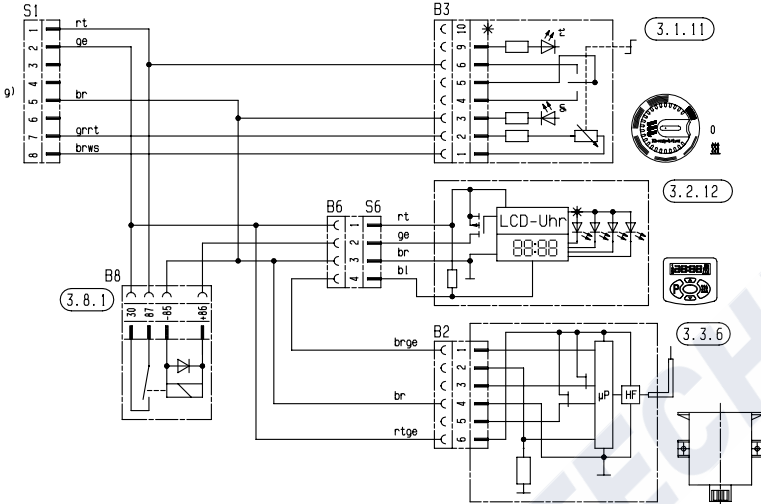 S1
1 rt
2 ge
3
4
5 br
6
7 grrt
8 brws
g)
B3
10
9
6
5
4
3
2
1
3.1.11
0
B6 S6
1 rt
2 ge
3 br
4 bl
3.2.12
LCD-Uhr
88:88
P
B8
3.8.1
30 87 -85 +86
B2
brge 1
2
3
br 4
5
rtge 6
µP
HF
3.3.6
TECH